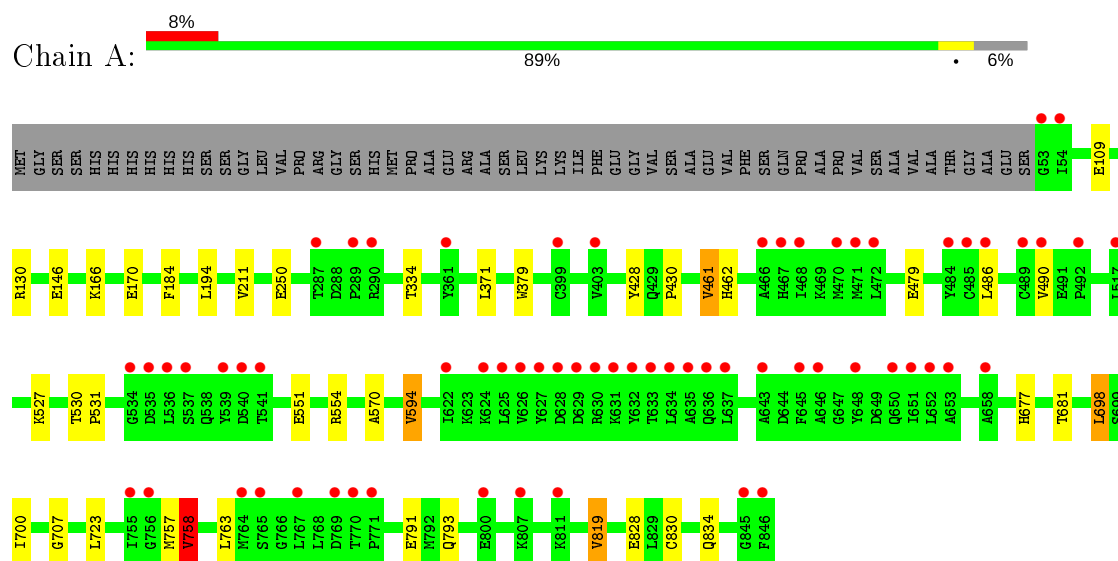 8%
Chain A:
89% • 6%
MET GLY SER SER HIS HIS HIS HIS HIS HIS SER SER GLY LEU VAL PRO ARG GLY SER HIS MET PRO ALA GLU ARG ALA SER LEU LYS LYS ILE PHE GLU GLY VAL SER ALA GLU VAL PHE SER GLN PRO ALA PRO VAL SER ALA VAL ALA THR GLY ALA GLU SER G53 I54 E109
R130 E146 K166 E170 F184 L194 V211 E250 T287 D288 P289 R290 T334 Y361 L371 W379 C399 V403 Y428 Q429 P430 V461 H462 A466 H467 I468 K469 M470 M471 L472 E479 Y484 C485 L486 C489 V490 E491 P492 L517
K527 T530 P531 G534 D535 L536 S537 Q538 Y539 D540 T541 E551 R554 A570 V594 I622 K623 K624 L625 V626 Y627 D628 D629 R630 K631 Y632 T633 L634 A635 Q636 L637 A643 D644 F645 A646 G647 Y648 D649 Q650 I651 L652 A653 A658 H677 T681 L698 S699
I700 G707 L723 I755 G756 M757 V758 L763 M764 S765 G766 L767 L768 D769 T770 P771 E791 M792 Q793 E800 K807 K811 V819 E828 L829 C830 Q834 G845 F846